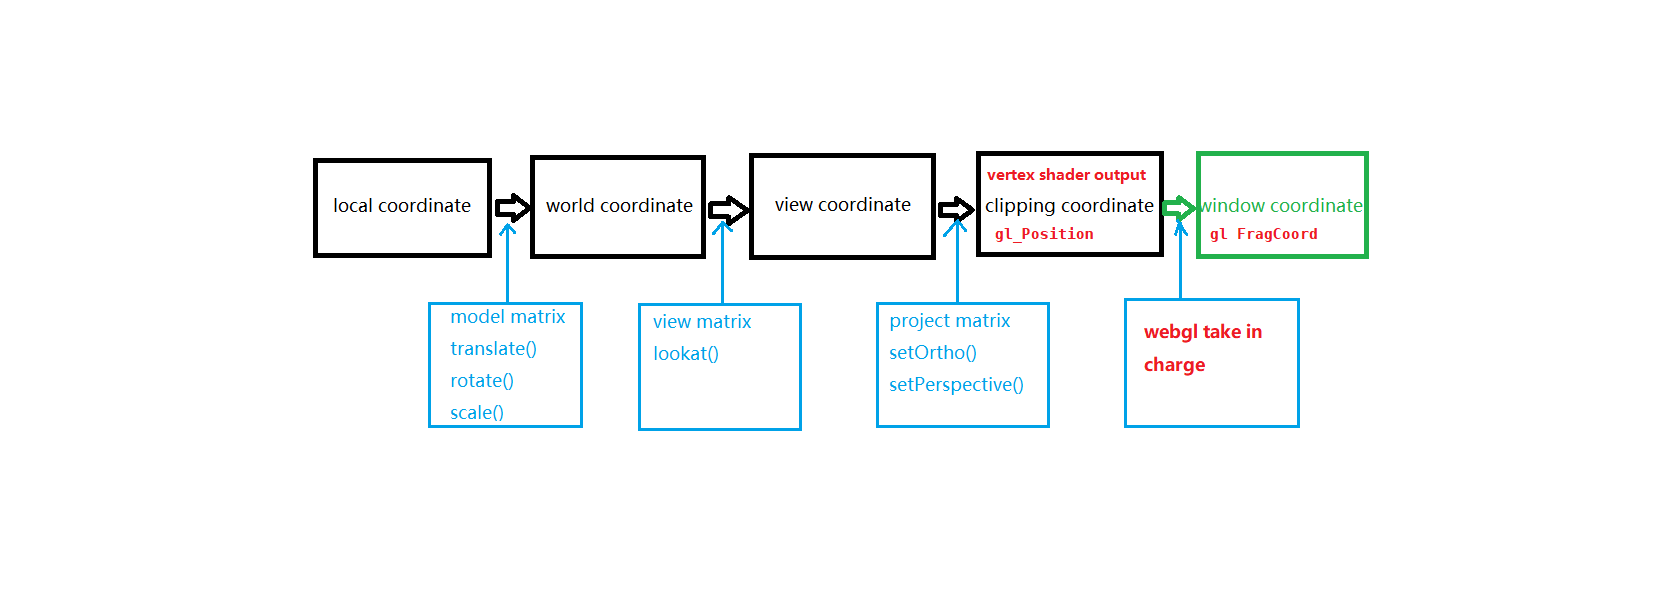 local coordinate
world coordinate
view coordinate
vertex shader output
clipping coordinate
gl_Position
window coordinate
gl FragCoord
model matrix
translate()
rotate()
scale()
view matrix
lookat()
project matrix
setOrtho()
setPerspective()
webgl take in
charge